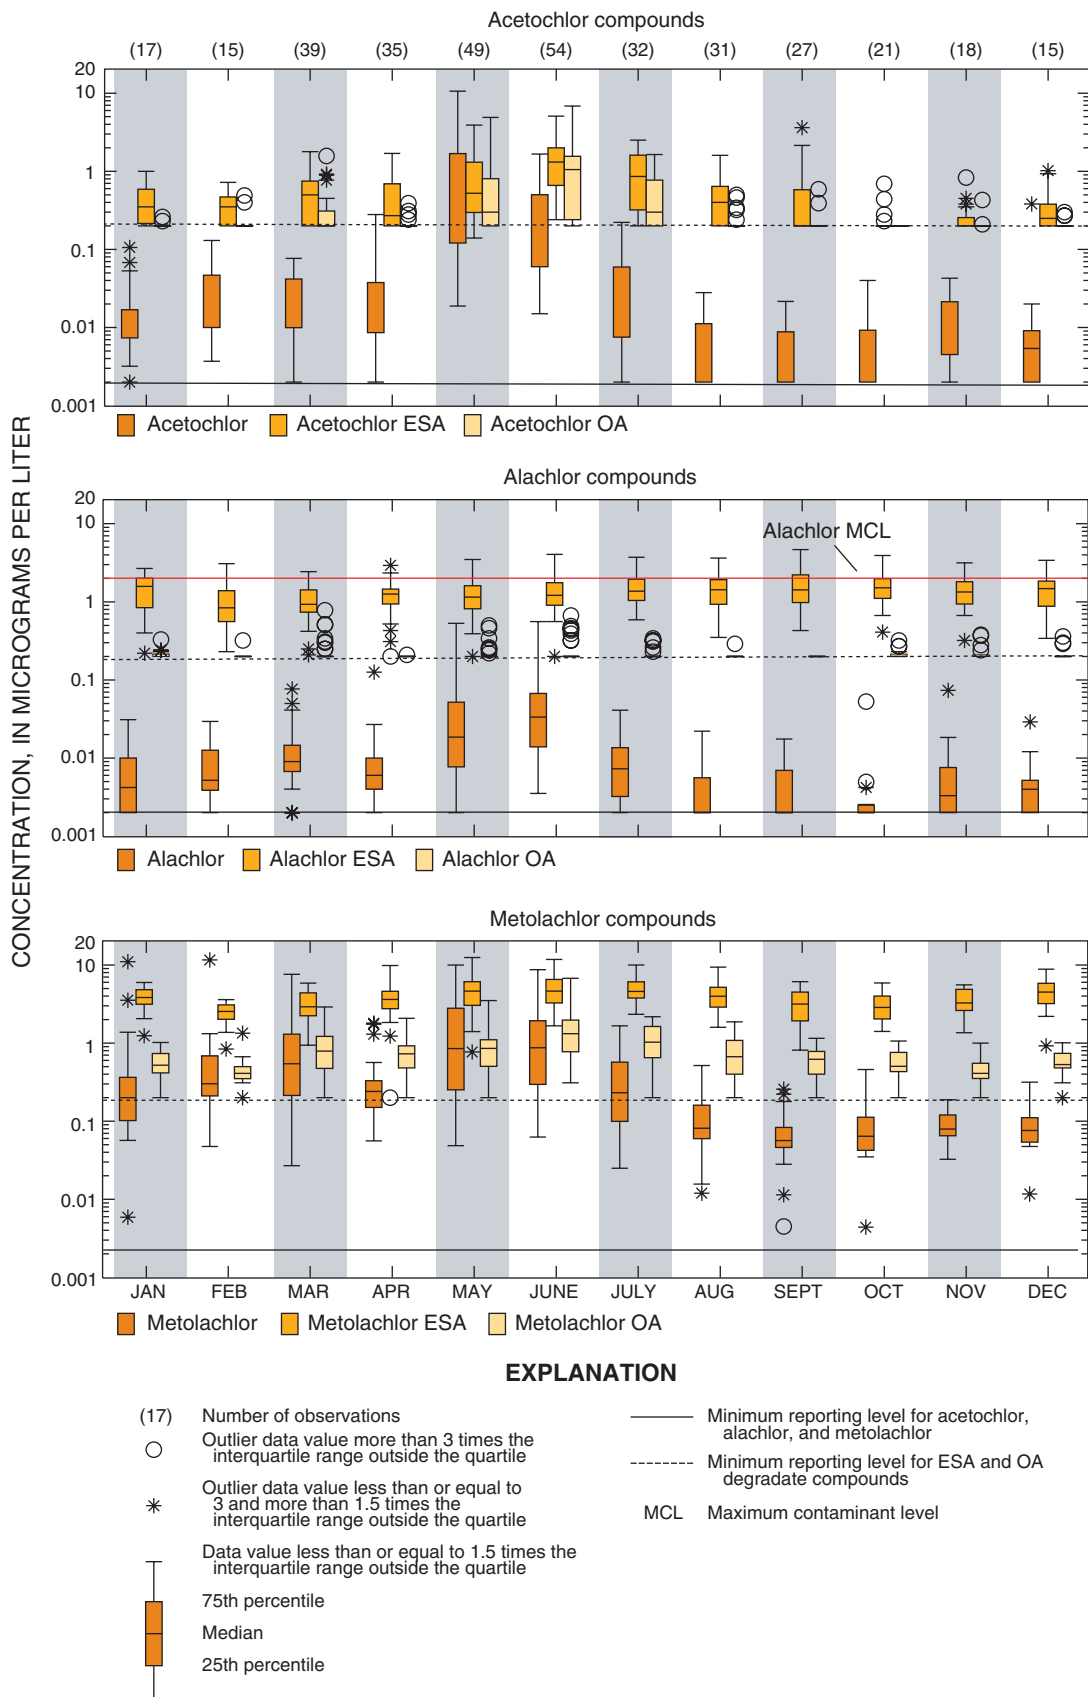 Acetochlor compounds
(17) (15) (39) (35) (49) (54) (32) (31) (27) (21) (18) (15)
20
10
1
0.1
0.01
0.001
Acetochlor Acetochlor ESA Acetochlor OA
CONCENTRATION, IN MICROGRAMS PER LITER
Alachlor compounds
20
10
1
0.1
0.01
0.001
Alachlor MCL
Alachlor Alachlor ESA Alachlor OA
Metolachlor compounds
20
10
1
0.1
0.01
0.001
JAN FEB MAR APR MAY JUNE JULY AUG SEPT OCT NOV DEC
Metolachlor Metolachlor ESA Metolachlor OA
EXPLANATION
(17) Number of observations
Outlier data value more than 3 times the
interquartile range outside the quartile
Outlier data value less than or equal to
3 and more than 1.5 times the
interquartile range outside the quartile
Data value less than or equal to 1.5 times the
interquartile range outside the quartile
75th percentile
Median
25th percentile
Minimum reporting level for acetochlor,
alachlor, and metolachlor
Minimum reporting level for ESA and OA
degradate compounds
MCL Maximum contaminant level